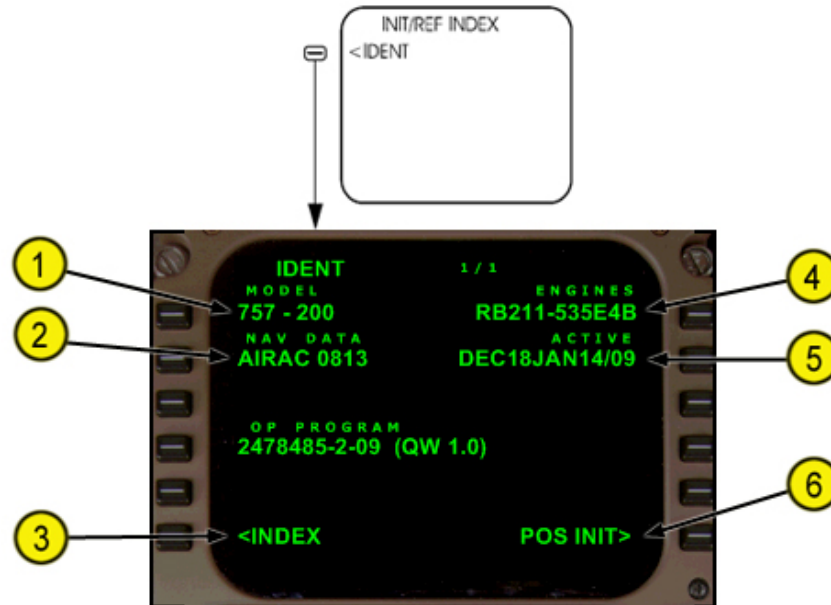 INIT/REF INDEX
<IDENT
IDENT 1/1
MODEL ENGINES
757 - 200 RB211-535E4B
NAV DATA ACTIVE
AIRAC 0813 DEC18JAN14/09
OP PROGRAM
2478485-2-09 (QW 1.0)
<INDEX POS INIT>
1
2
3
4
5
6